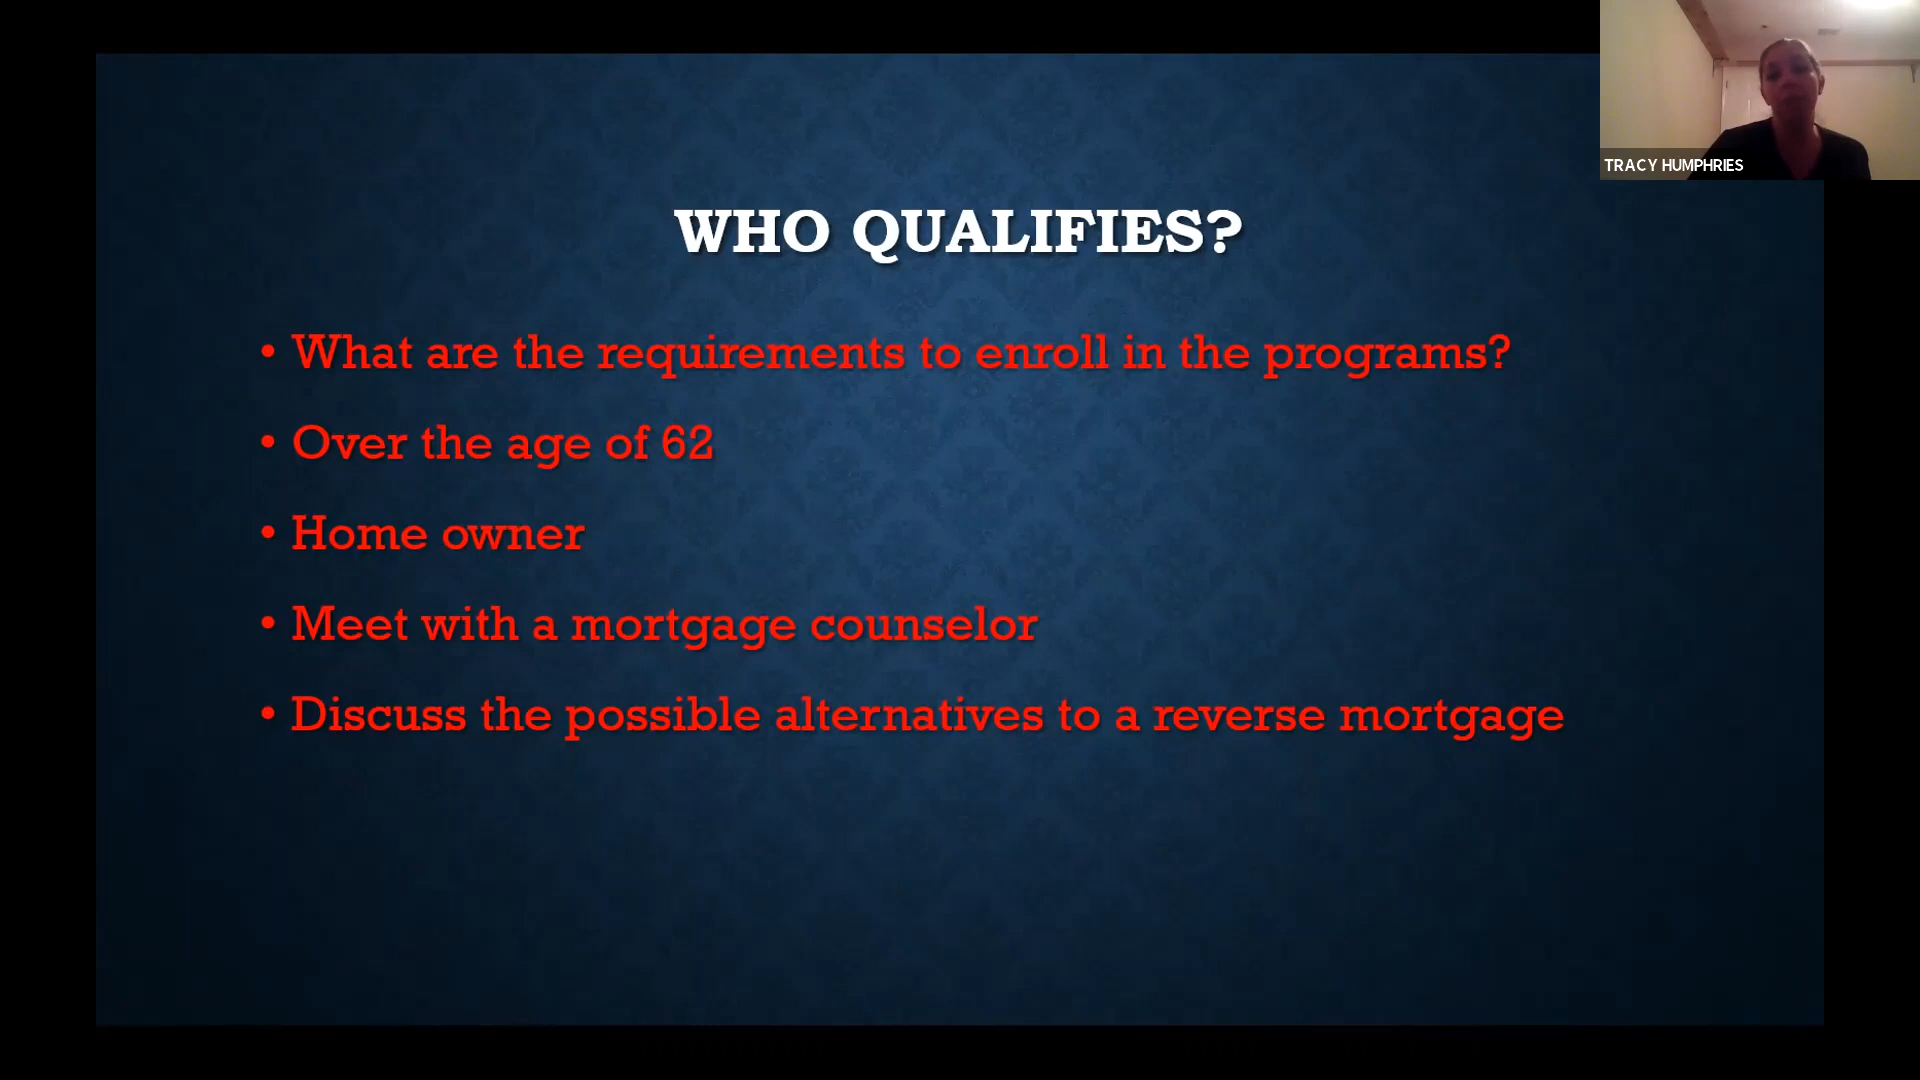 TRACY HUMPHRIES
WHO QUALIFIES?
• What are the requirements to enroll in the programs?
• Over the age of 62
• Home owner
• Meet with a mortgage counselor
• Discuss the possible alternatives to a reverse mortgage